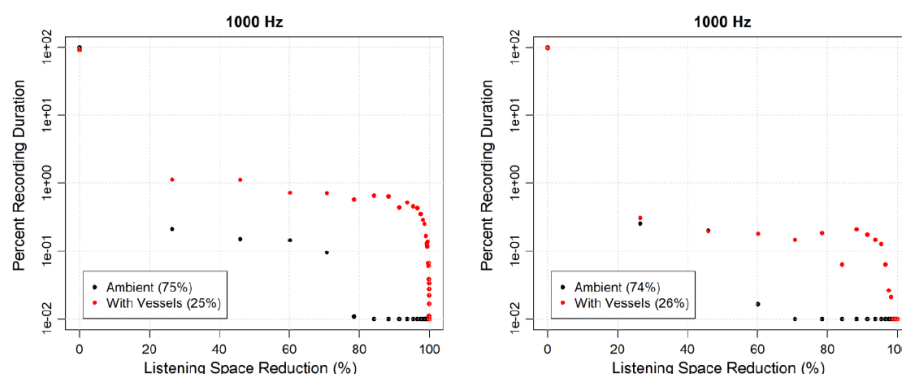 1000 Hz
Percent Recording Duration
1e+02
1e+01
1e+00
1e-01
1e-02
Ambient (75%)
With Vessels (25%)
0 20 40 60 80 100
Listening Space Reduction (%)
1000 Hz
Percent Recording Duration
1e+02
1e+01
1e+00
1e-01
1e-02
Ambient (74%)
With Vessels (26%)
0 20 40 60 80 100
Listening Space Reduction (%)